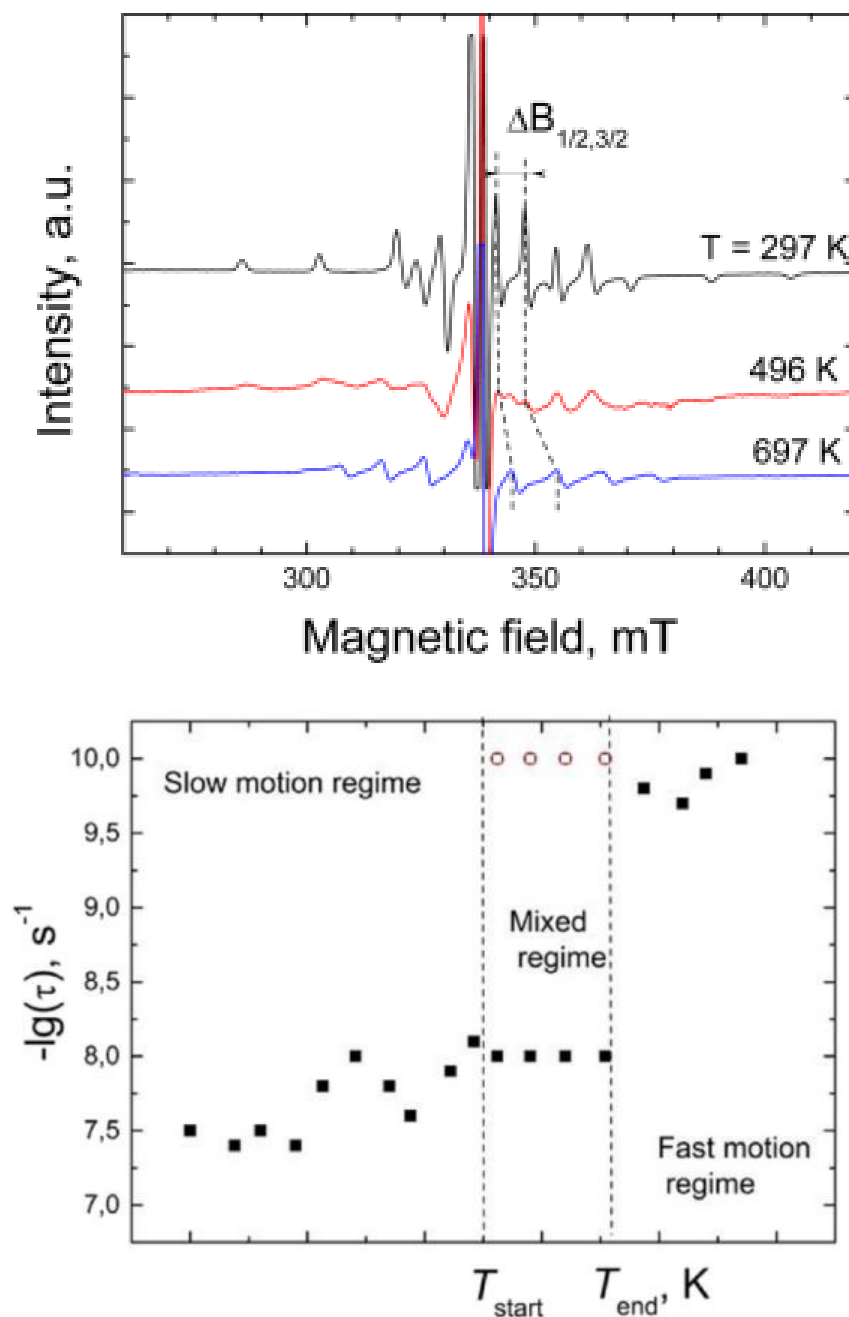 Intensity, a.u.
ΔB1/2,3/2
T = 297 K
496 K
697 K
300
350
400
Magnetic field, mT
-lg(τ), s-1
10,0
9,5
9,0
8,5
8,0
7,5
7,0
Slow motion regime
Mixed
regime
Fast motion
regime
Tstart
Tend, K